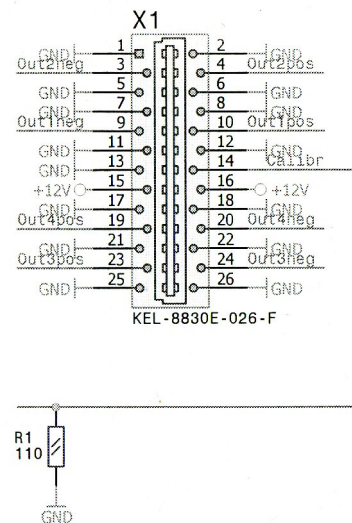 X1
GND 1 2 GND
Out2neg 3 4 Out2pos
GND 5 6 GND
GND 7 8 GND
Out1neg 9 10 Out1pos
GND 11 12 GND
GND 13 14 Calibr
+12V 15 16 +12V
GND 17 18 GND
Out4pos 19 20 Out4neg
GND 21 22 GND
Out3pos 23 24 Out3neg
GND 25 26 GND
KEL-8830E-026-F
R1
110
GND